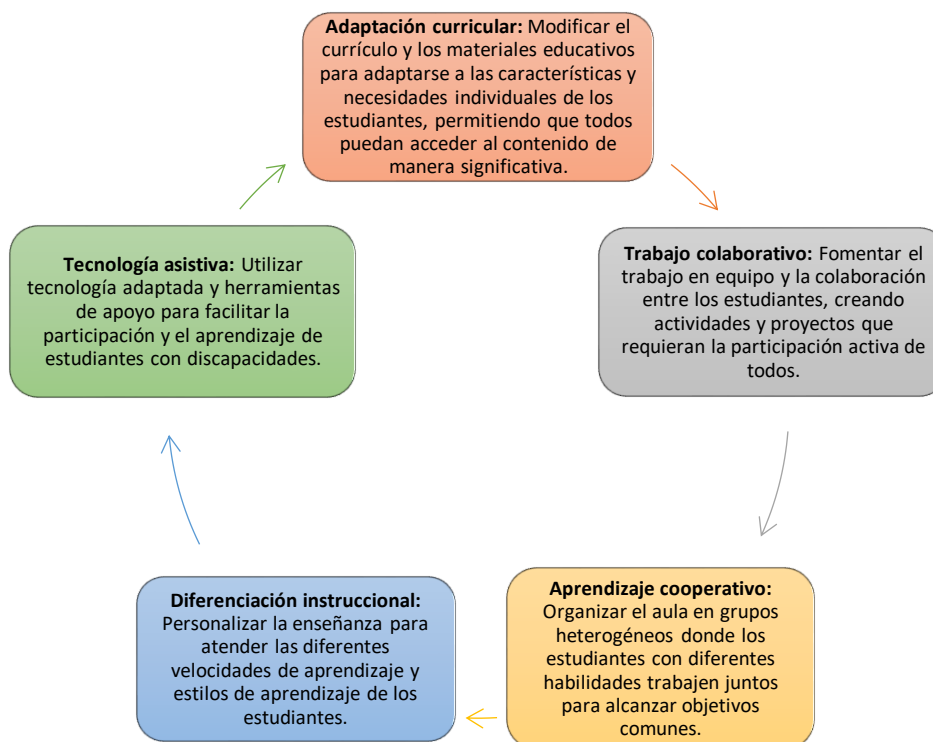 Adaptación curricular: Modificar el
currículo y los materiales educativos
para adaptarse a las características y
necesidades individuales de los
estudiantes, permitiendo que todos
puedan acceder al contenido de
manera significativa.
Trabajo colaborativo: Fomentar el
trabajo en equipo y la colaboración
entre los estudiantes, creando
actividades y proyectos que
requieran la participación activa de
todos.
Aprendizaje cooperativo:
Organizar el aula en grupos
heterogéneos donde los
estudiantes con diferentes
habilidades trabajen juntos
para alcanzar objetivos
comunes.
Diferenciación instruccional:
Personalizar la enseñanza para
atender las diferentes
velocidades de aprendizaje y
estilos de aprendizaje de los
estudiantes.
Tecnología asistiva: Utilizar
tecnología adaptada y herramientas
de apoyo para facilitar la
participación y el aprendizaje de
estudiantes con discapacidades.